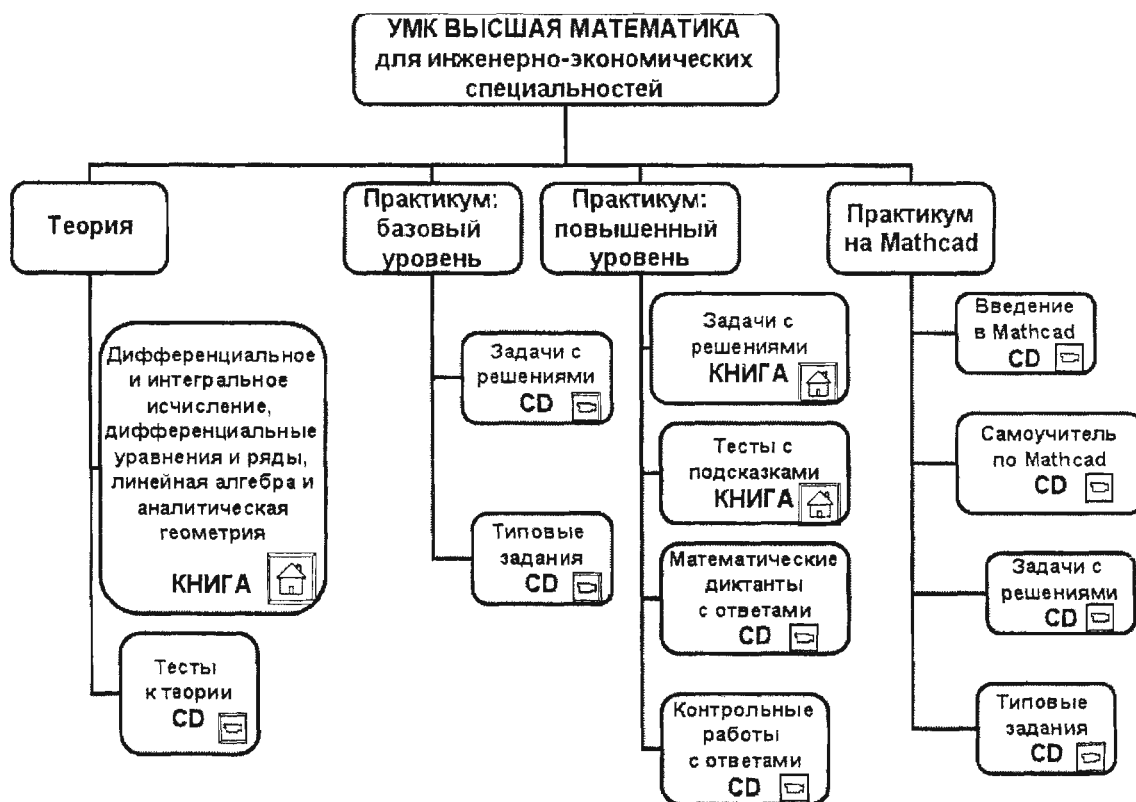 УМК ВЫСШАЯ МАТЕМАТИКА
для инженерно-экономических
специальностей
Теория
Дифференциальное
и интегральное
исчисление,
дифференциальные
уравнения и ряды,
линейная алгебра и
аналитическая
геометрия
КНИГА
Тесты
к теории
CD
Практикум:
базовый
уровень
Задачи с
решениями
CD
Типовые
задания
CD
Практикум:
повышенный
уровень
Задачи с
решениями
КНИГА
Тесты с
подсказками
КНИГА
Математические
диктанты
с ответами
CD
Контрольные
работы
с ответами
CD
Практикум
на Mathcad
Введение
в Mathcad
CD
Самоучитель
по Mathcad
CD
Задачи с
решениями
CD
Типовые
задания
CD